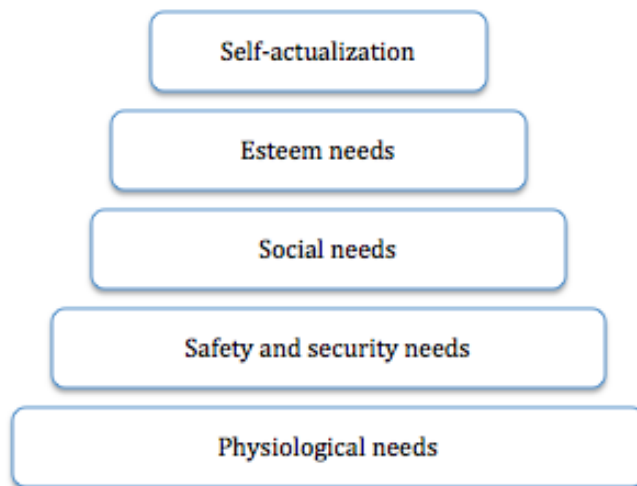 Self-actualization
Esteem needs
Social needs
Safety and security needs
Physiological needs